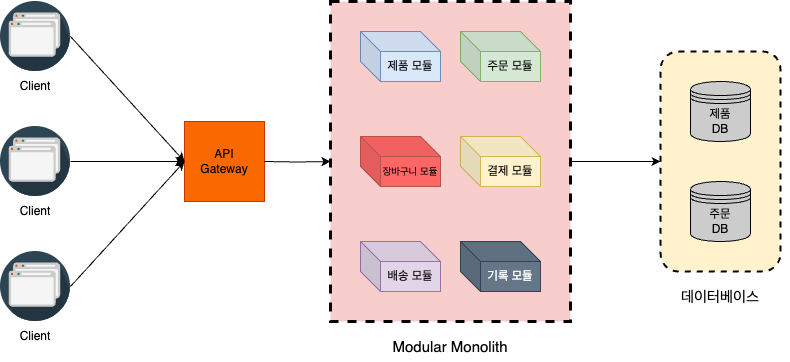 Client
Client
Client
API
Gateway
제품 모듈
주문 모듈
장바구니 모듈
결제 모듈
배송 모듈
기록 모듈
Modular Monolith
제품
DB
주문
DB
데이터베이스